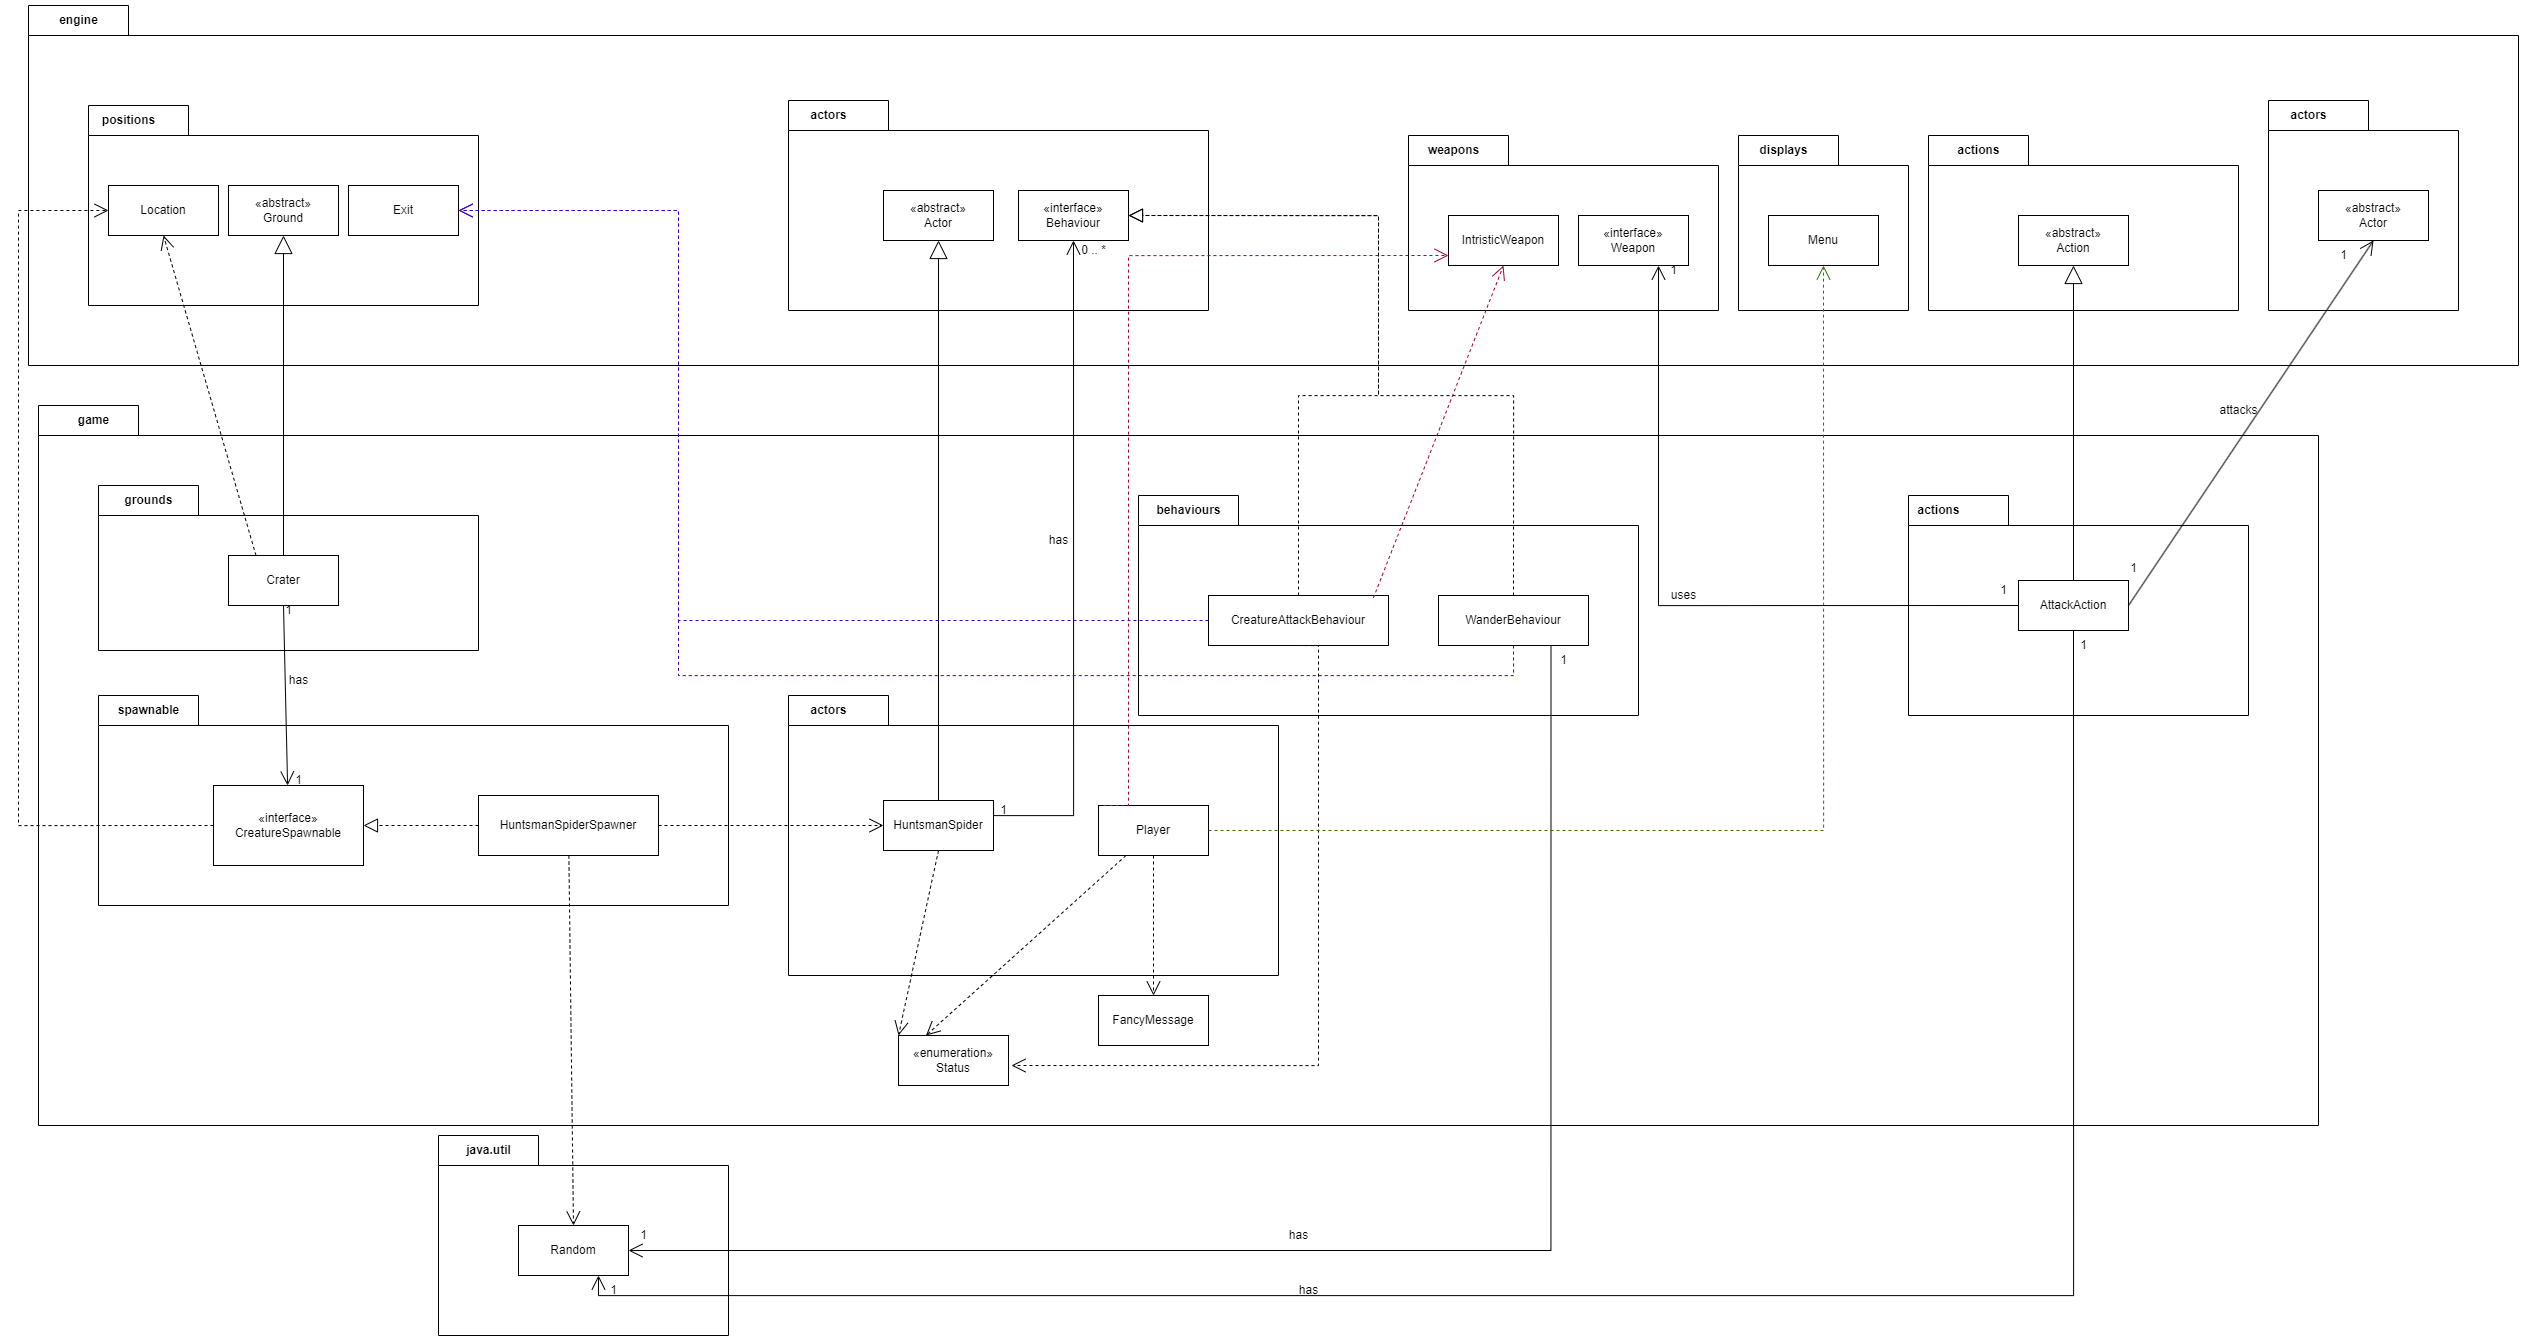 engine
positions
Location
«abstract»
Ground
Exit
actors
«abstract»
Actor
«interface»
Behaviour
0 .. *
weapons
IntristicWeapon
«interface»
Weapon
1
displays
Menu
actions
«abstract»
Action
actors
«abstract»
Actor
1
attacks
game
grounds
Crater
1
has
has
behaviours
CreatureAttackBehaviour
WanderBehaviour
1
uses
actions
1
1
AttackAction
1
spawnable
1
«interface»
CreatureSpawnable
HuntsmanSpiderSpawner
actors
HuntsmanSpider
1
Player
FancyMessage
«enumeration»
Status
java.util
Random
1
has
1
has